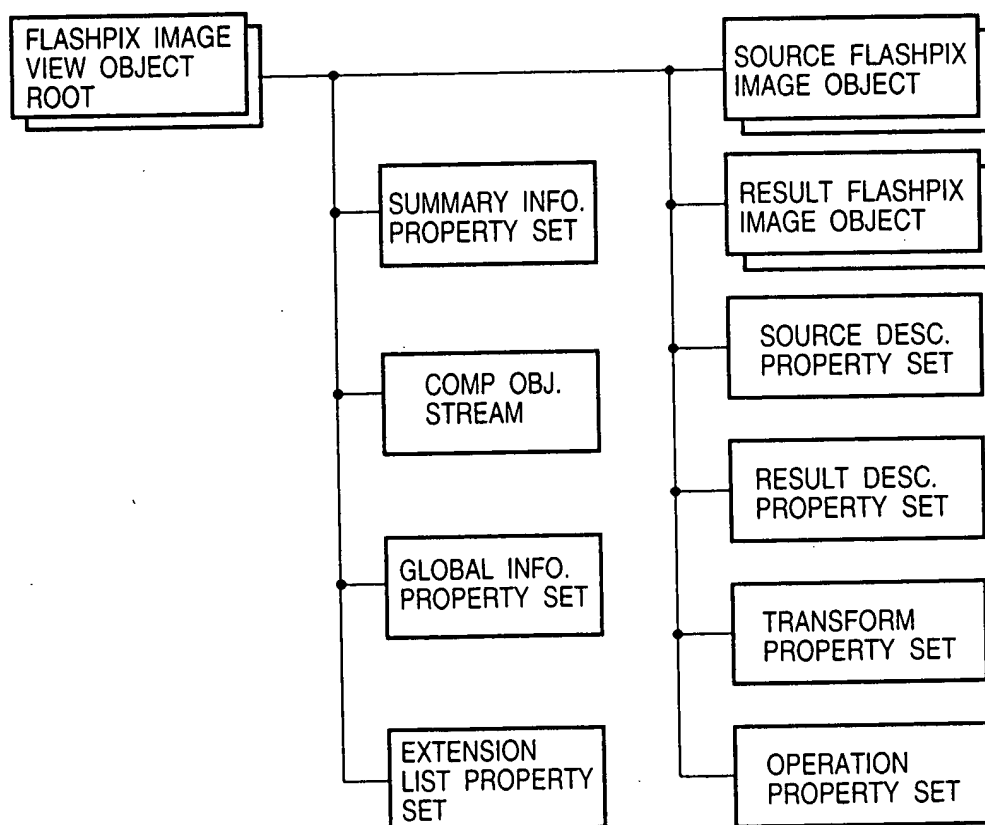 FLASHPIX IMAGE
VIEW OBJECT
ROOT
SUMMARY INFO.
PROPERTY SET
COMP OBJ.
STREAM
GLOBAL INFO.
PROPERTY SET
EXTENSION
LIST PROPERTY
SET
SOURCE FLASHPIX
IMAGE OBJECT
RESULT FLASHPIX
IMAGE OBJECT
SOURCE DESC.
PROPERTY SET
RESULT DESC.
PROPERTY SET
TRANSFORM
PROPERTY SET
OPERATION
PROPERTY SET